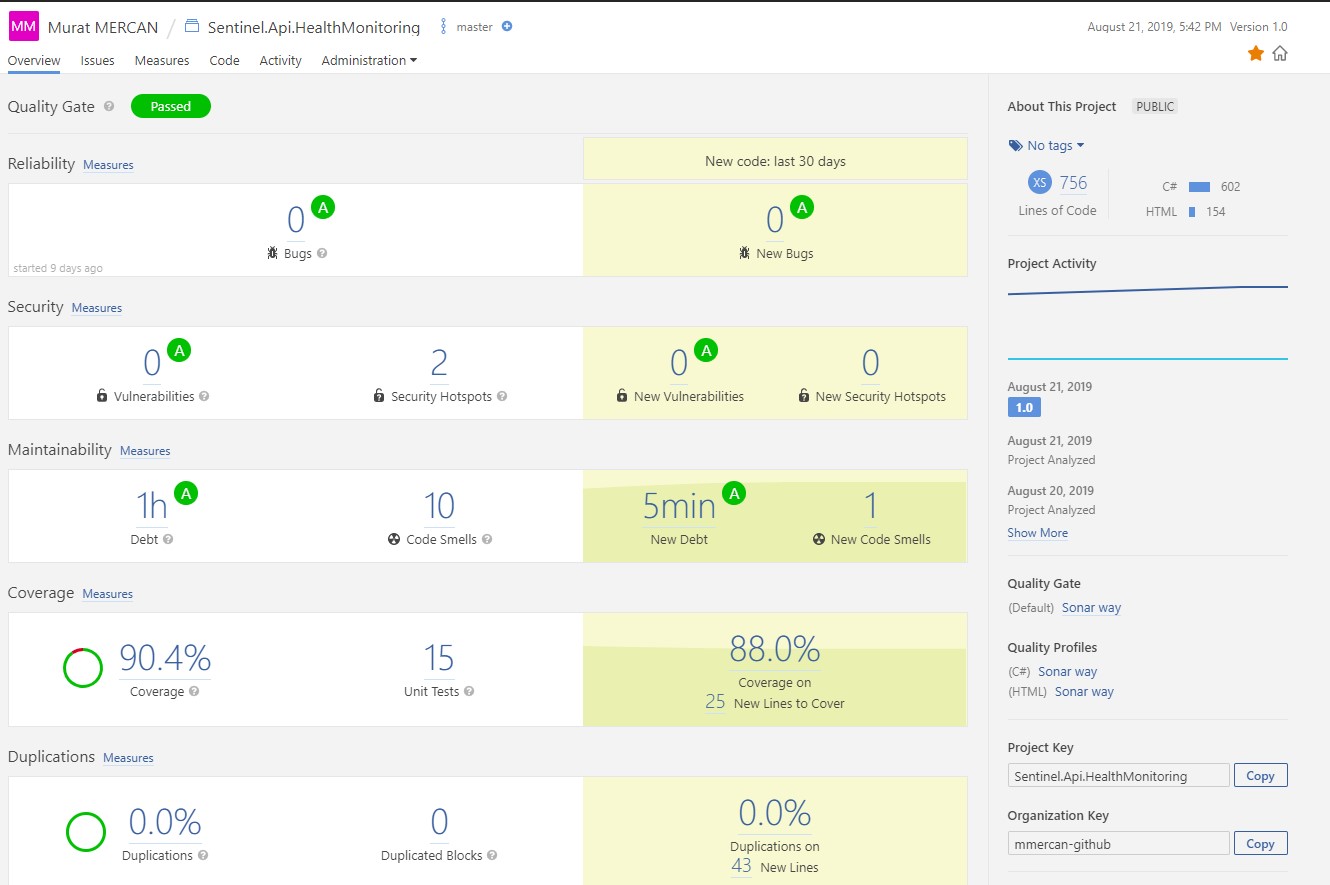 MM Murat MERCAN / Sentinel.Api.HealthMonitoring master
August 21, 2019, 5:42 PM Version 1.0
Overview Issues Measures Code Activity Administration
Quality Gate ? Passed
Reliability Measures
New code: last 30 days
0 A
Bugs ?
started 9 days ago
0 A
New Bugs
Security Measures
0 A
Vulnerabilities ?
2
Security Hotspots ?
0 A
New Vulnerabilities
0
New Security Hotspots
Maintainability Measures
1h A
Debt ?
10
Code Smells ?
5min A
New Debt
1
New Code Smells
Coverage Measures
90.4%
Coverage ?
15
Unit Tests ?
88.0%
Coverage on
25 New Lines to Cover
Duplications Measures
0.0%
Duplications ?
0
Duplicated Blocks ?
0.0%
Duplications on
43 New Lines
About This Project PUBLIC
No tags
XS 756
Lines of Code
C# 602
HTML 154
Project Activity
August 21, 2019
1.0
August 21, 2019
Project Analyzed
August 20, 2019
Project Analyzed
Show More
Quality Gate
(Default) Sonar way
Quality Profiles
(C#) Sonar way
(HTML) Sonar way
Project Key
Sentinel.Api.HealthMonitoring Copy
Organization Key
mmercan-github Copy